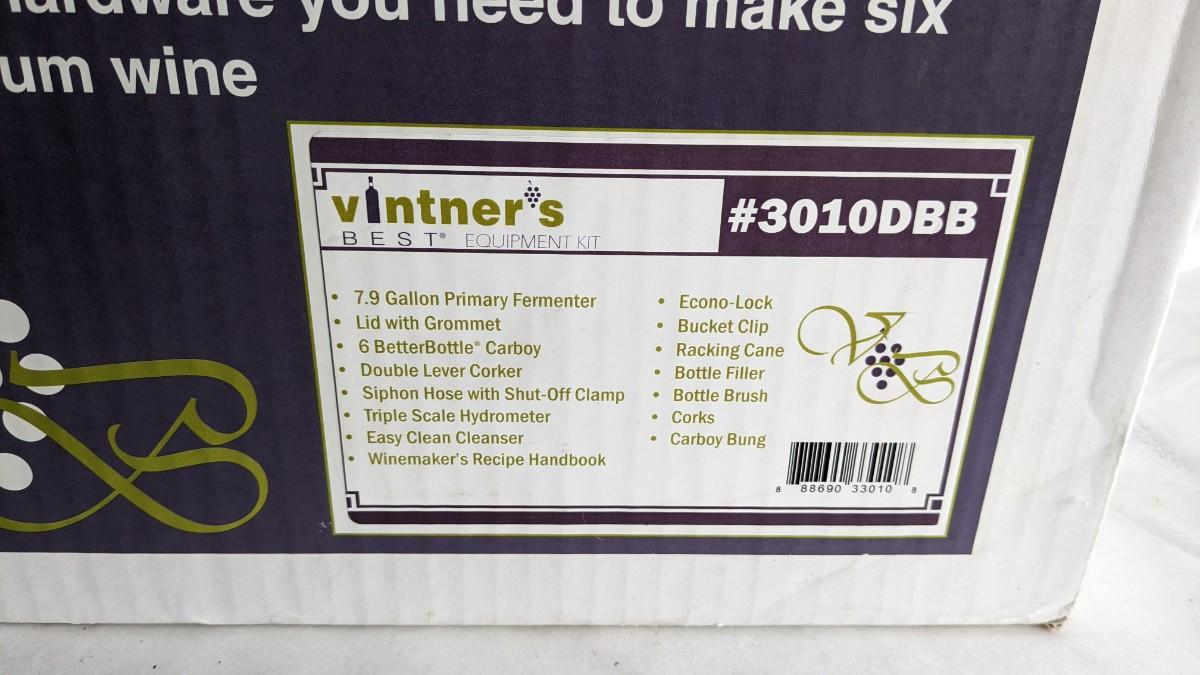 hardware you need to make six
um wine
vintner's
BEST® EQUIPMENT KIT
#3010DBB
• 7.9 Gallon Primary Fermenter
• Lid with Grommet
• 6 BetterBottle® Carboy
• Double Lever Corker
• Siphon Hose with Shut-Off Clamp
• Triple Scale Hydrometer
• Easy Clean Cleanser
• Winemaker's Recipe Handbook
• Econo-Lock
• Bucket Clip
• Racking Cane
• Bottle Filler
• Bottle Brush
• Corks
• Carboy Bung
VB
8 88690 33010 8